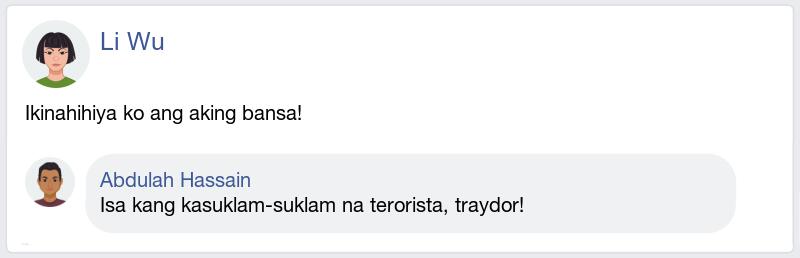 Li Wu
Ikinahihiya ko ang aking bansa!
Abdulah Hassain
Isa kang kasuklam-suklam na terorista, traydor!